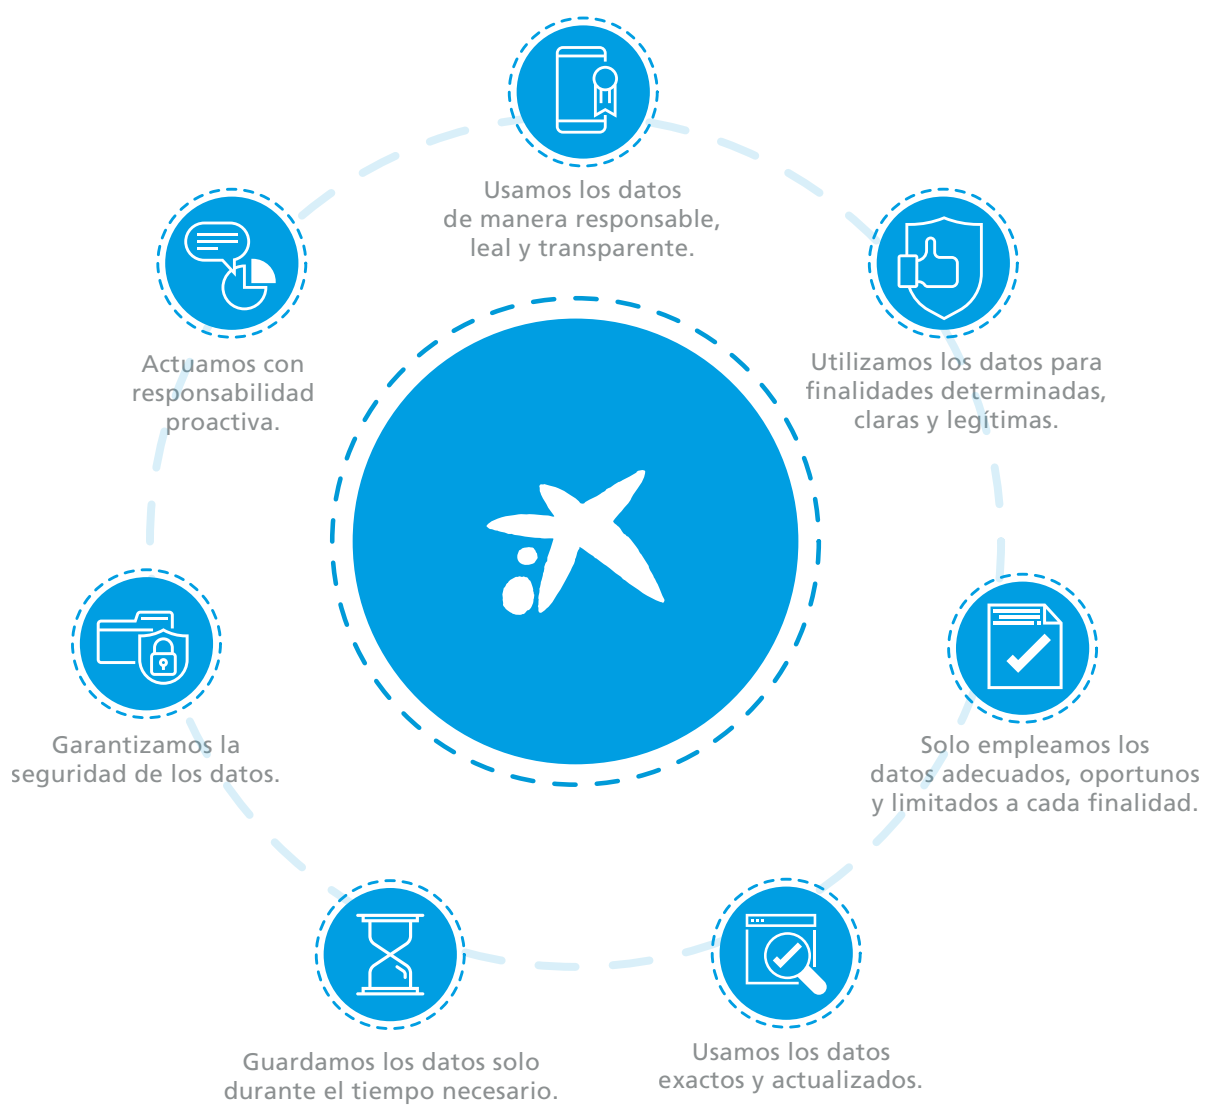 Usamos los datos
de manera responsable,
leal y transparente.
Utilizamos los datos para
finalidades determinadas,
claras y legítimas.
Solo empleamos los
datos adecuados, oportunos
y limitados a cada finalidad.
Usamos los datos
exactos y actualizados.
Guardamos los datos solo
durante el tiempo necesario.
Garantizamos la
seguridad de los datos.
Actuamos con
responsabilidad
proactiva.